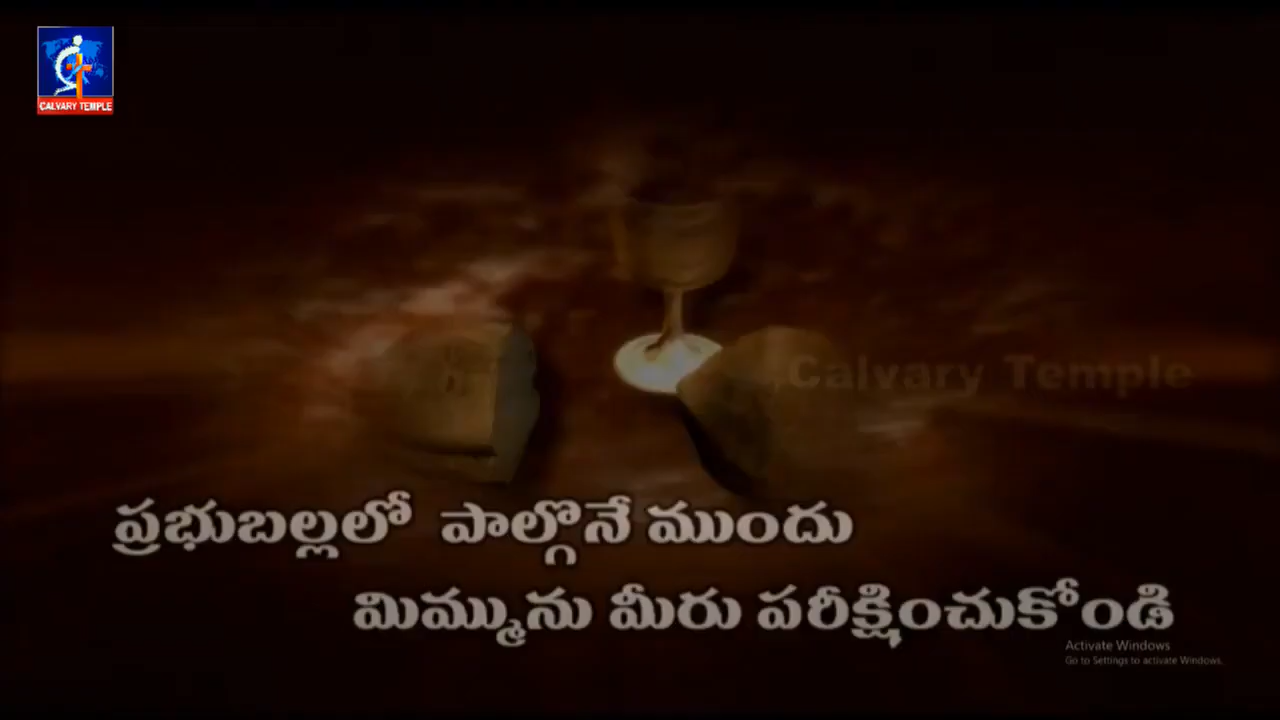 CALVARY TEMPLE
Calvary Temple
ప్రభుబల్లలో పాల్గొనే ముందు
మిమ్మును మీరు పరీక్షించుకోండి
Activate Windows
Go to Settings to activate Windows.